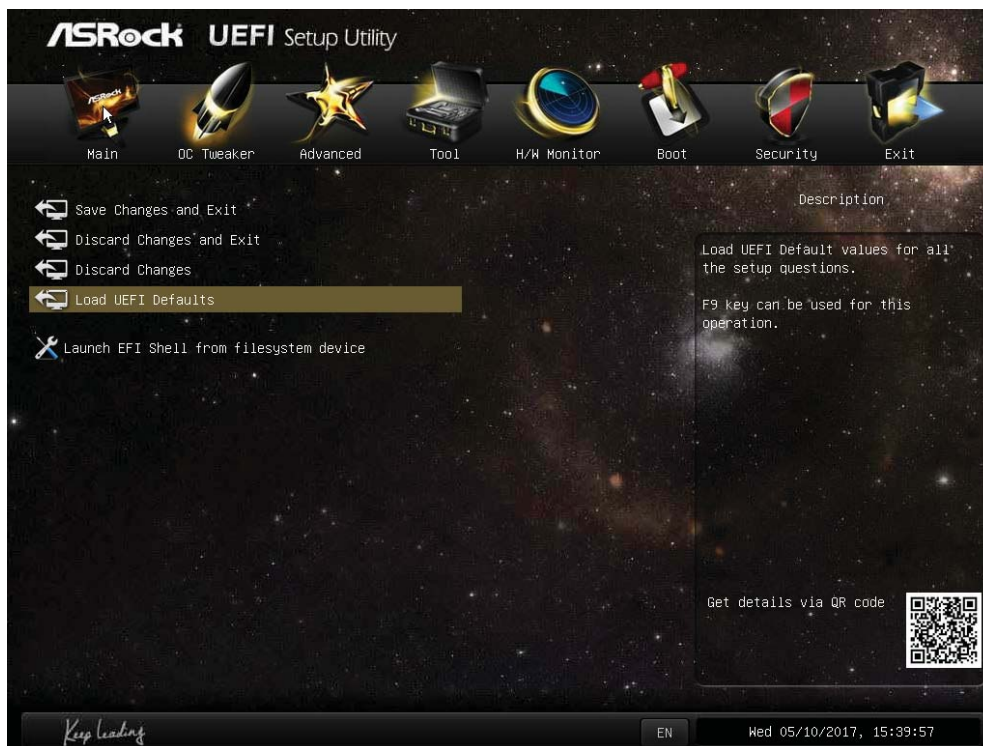 ASRock UEFI Setup Utility
ASRock
Main OC Tweaker Advanced Tool H/W Monitor Boot Security Exit
Save Changes and Exit
Discard Changes and Exit
Discard Changes
Load UEFI Defaults
Launch EFI Shell from filesystem device
Description
Load UEFI Default values for all
the setup questions.
F9 key can be used for this
operation.
Get details via QR code
Keep Leading
EN
Wed 05/10/2017, 15:39:57